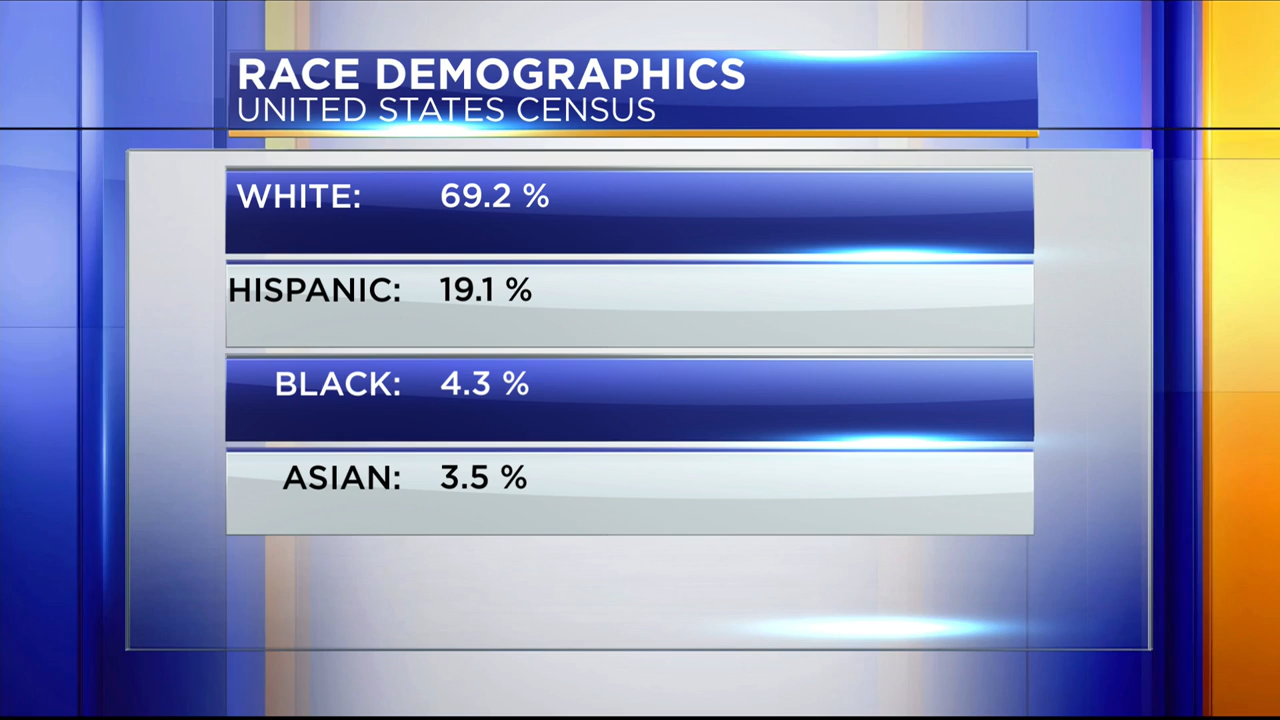 RACE DEMOGRAPHICS
UNITED STATES CENSUS
WHITE: 69.2 %
HISPANIC: 19.1 %
BLACK: 4.3 %
ASIAN: 3.5 %